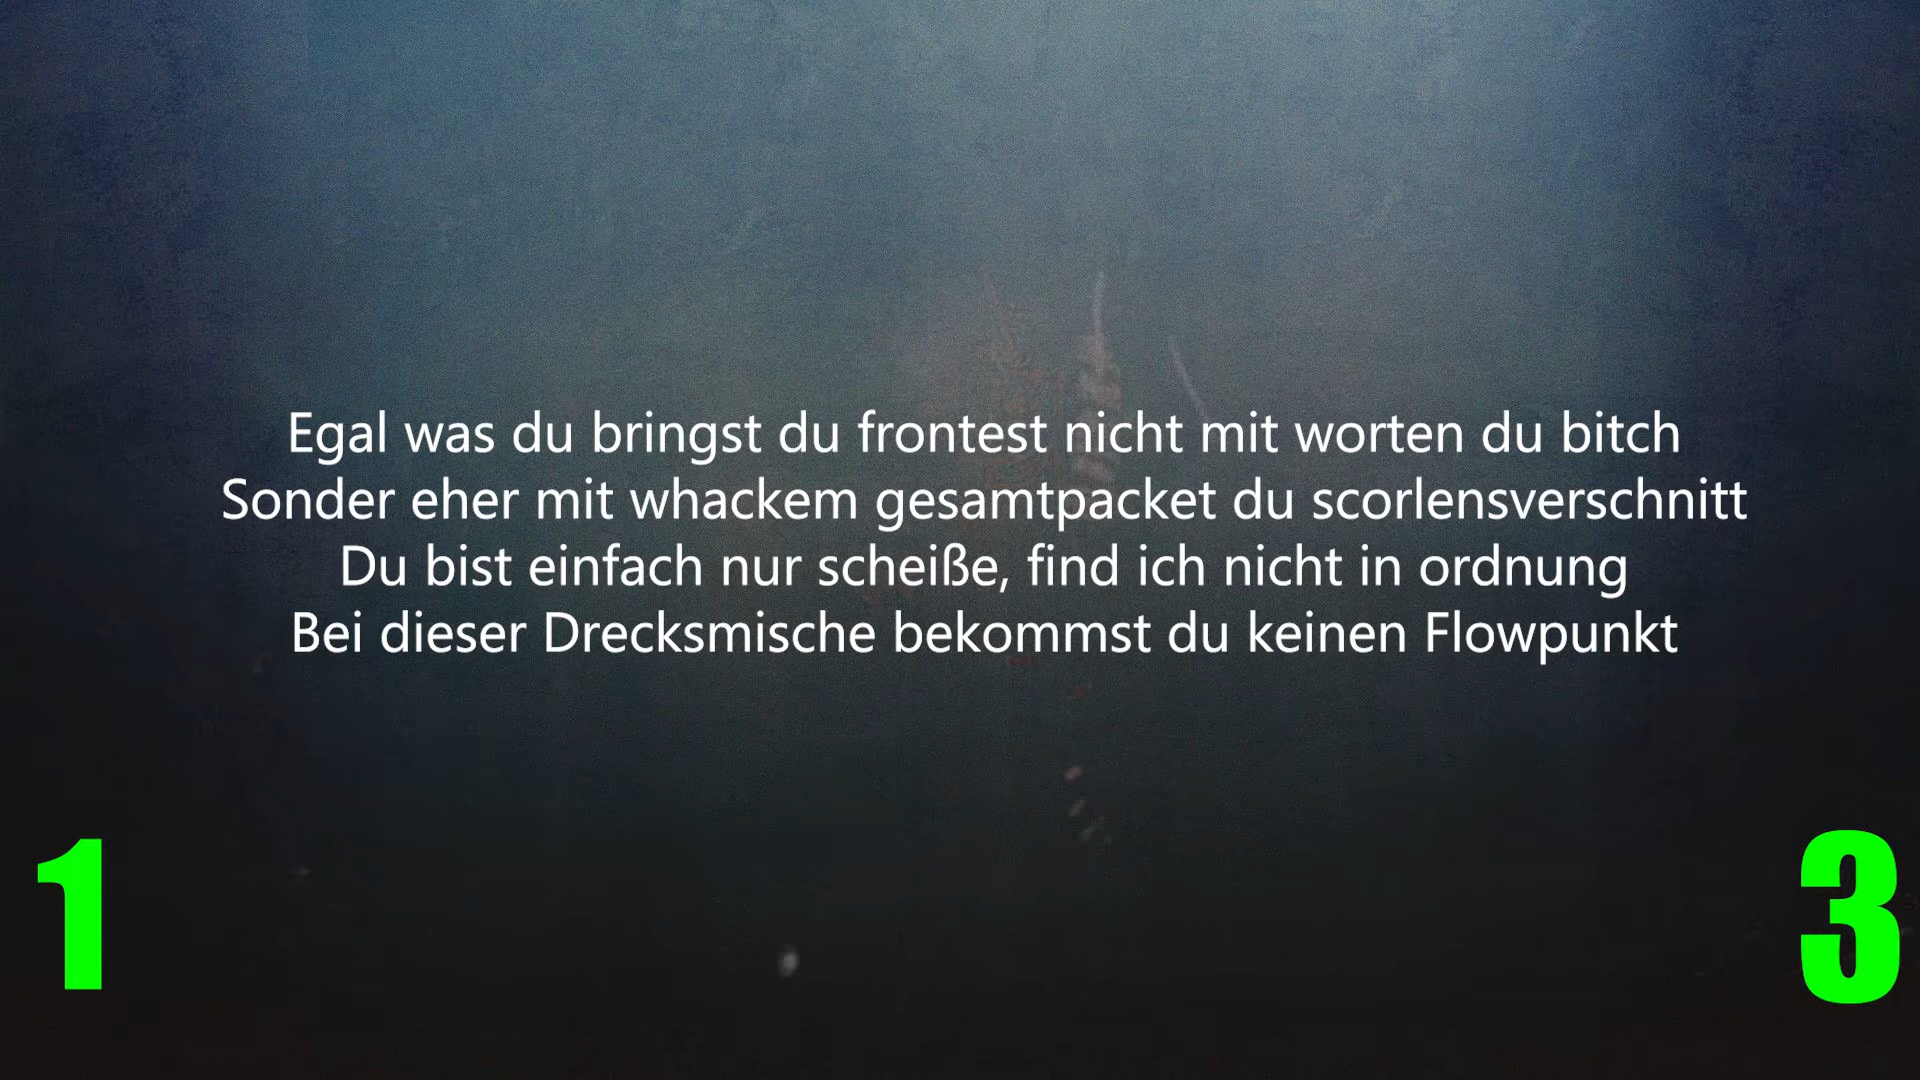 Egal was du bringst du frontest nicht mit worten du bitch
Sonder eher mit whackem gesamtpacket du scorlensverschnitt
Du bist einfach nur scheiße, find ich nicht in ordnung
Bei dieser Drecksmische bekommst du keinen Flowpunkt
1
3